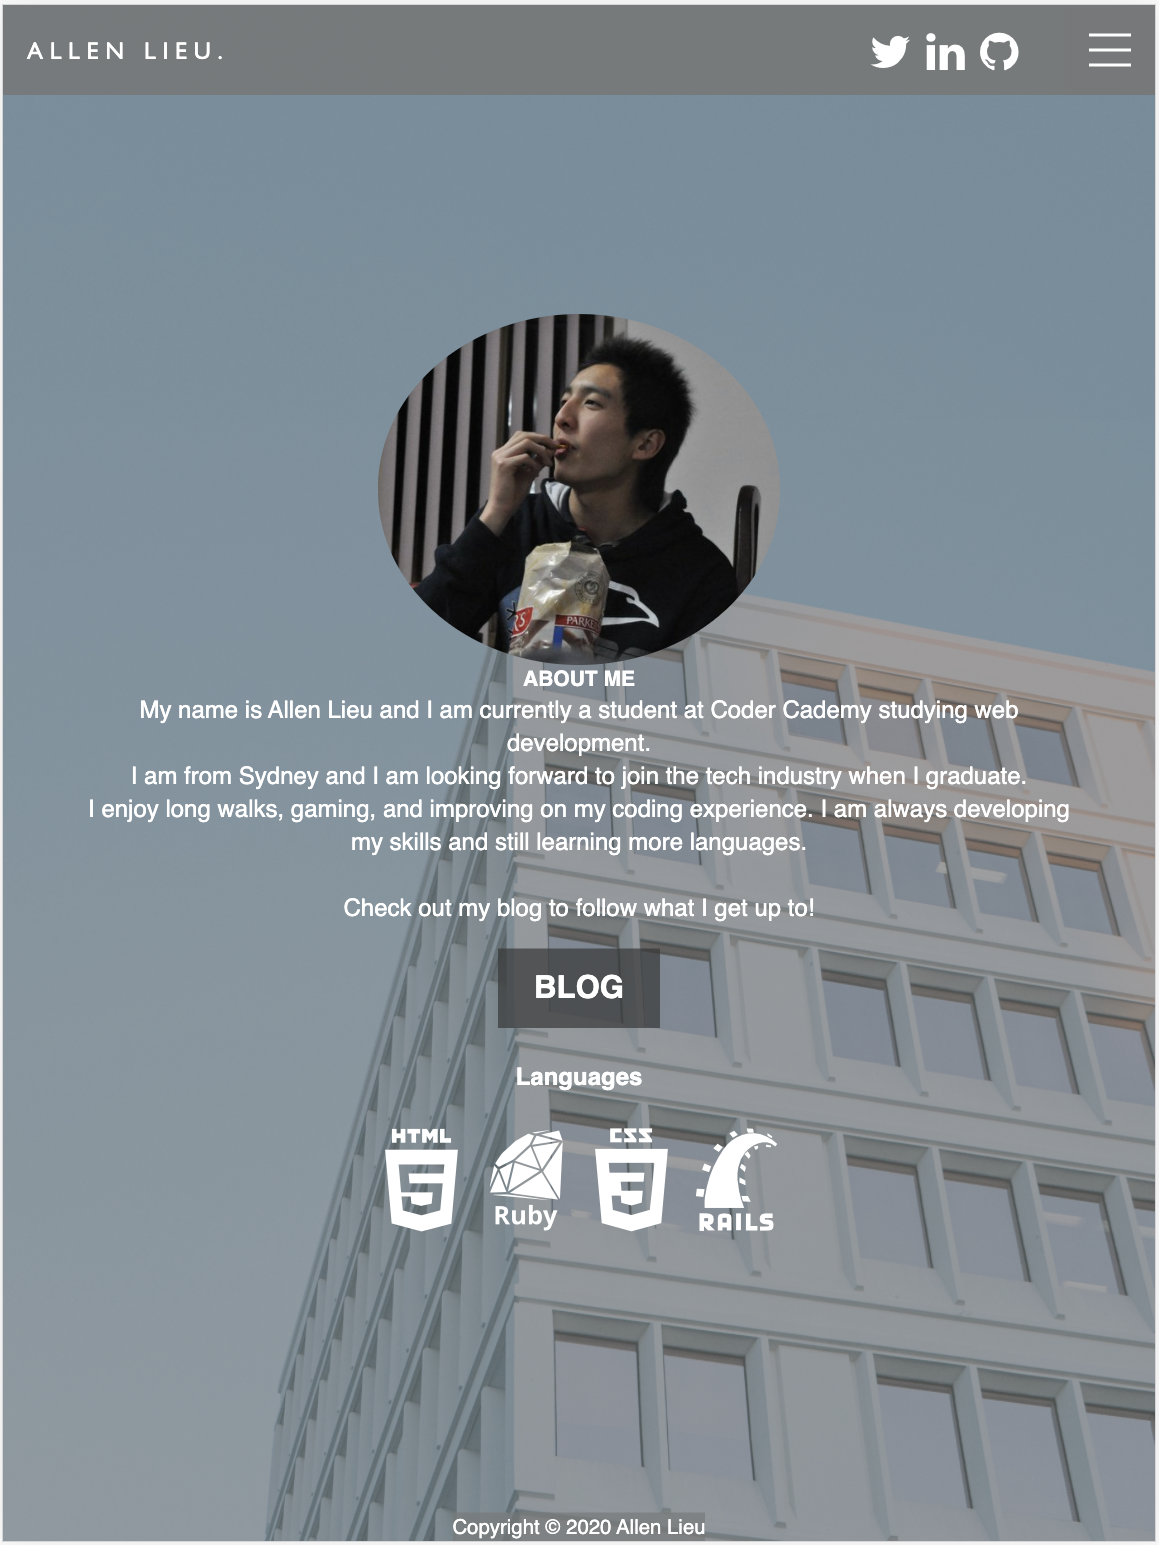 ALLEN LIEU.
in
PARKE
ABOUT ME
My name is Allen Lieu and I am currently a student at Coder Cademy studying web
development.
I am from Sydney and I am looking forward to join the tech industry when I graduate.
I enjoy long walks, gaming, and improving on my coding experience. I am always developing
my skills and still learning more languages.
Check out my blog to follow what I get up to!
BLOG
Languages
HTML
5
Ruby
CSS
3
RAILS
Copyright © 2020 Allen Lieu